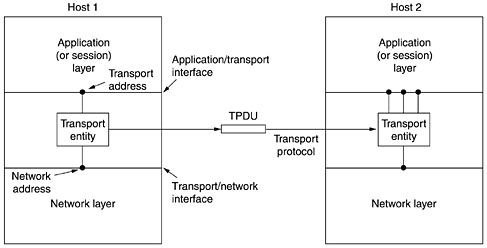 Host 1
Host 2
Application
(or session)
layer
Application/transport
interface
Application
(or session)
layer
Transport
address
TPDU
Transport
entity
Transport
protocol
Transport
entity
Network
address
Network layer
Transport/network
interface
Network layer